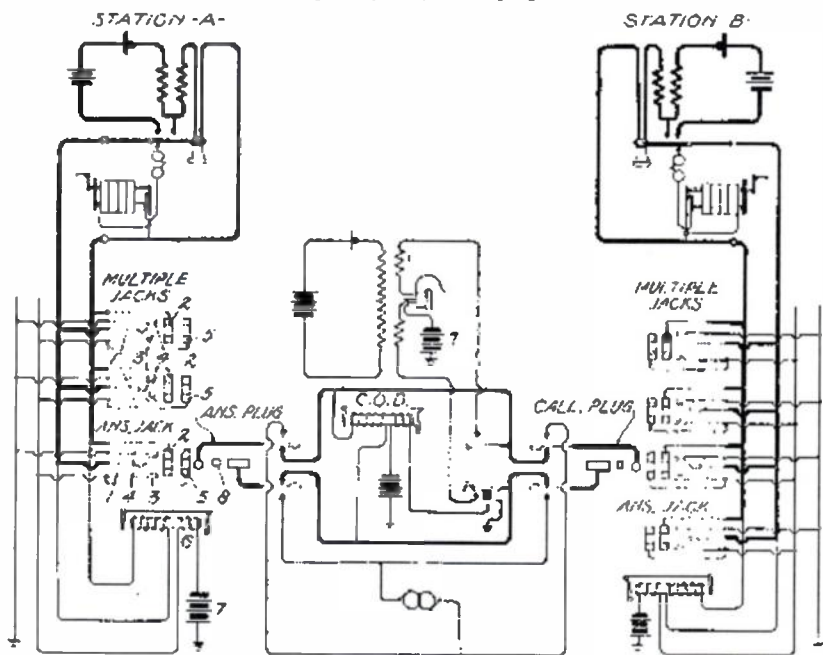 STATION -A-
STATION B-
MULTIPLE
JACKS
2
3
4
5
2
5
ANS. JACK
2
1 4 3 5 8
6
7
ANS. PLUG
C.O.D.
7
CALL. PLUG
MULTIPLE
JACKS
ANS. JACK